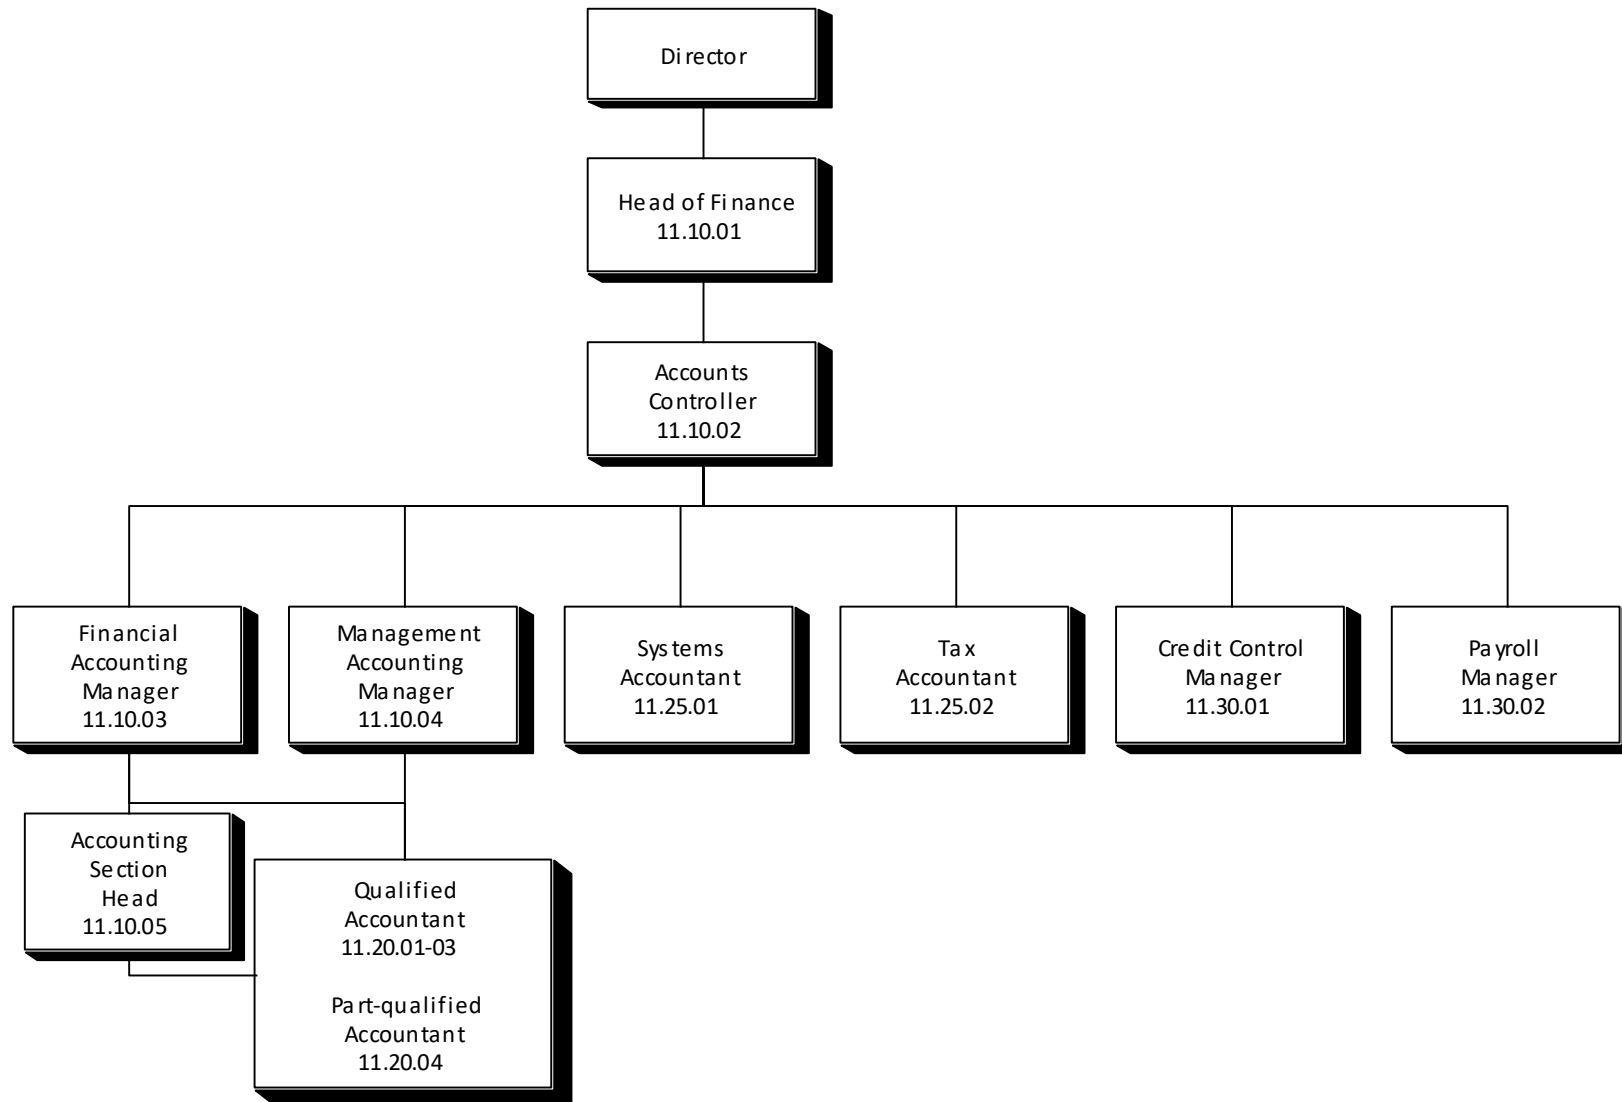 Director
Head of Finance
11.10.01
Accounts
Controller
11.10.02
Financial
Accounting
Manager
11.10.03
Management
Accounting
Manager
11.10.04
Systems
Accountant
11.25.01
Tax
Accountant
11.25.02
Credit Control
Manager
11.30.01
Payroll
Manager
11.30.02
Accounting
Section
Head
11.10.05
Qualified
Accountant
11.20.01-03
Part-qualified
Accountant
11.20.04